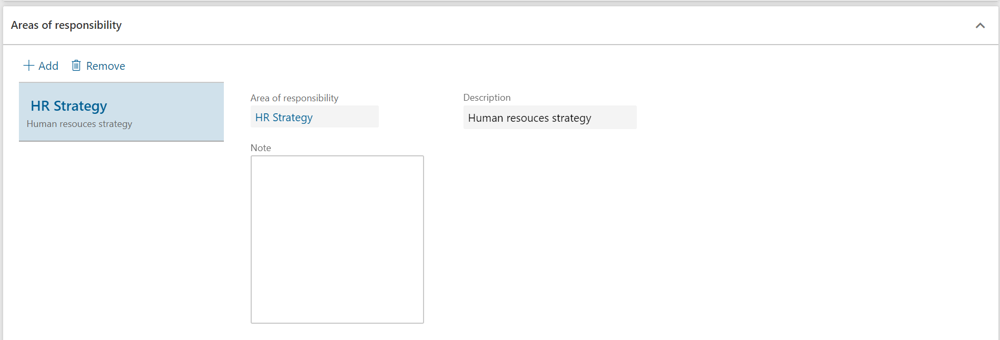 Areas of responsibility
Add Remove
HR Strategy
Human resouces strategy
Area of responsibility
HR Strategy
Description
Human resouces strategy
Note